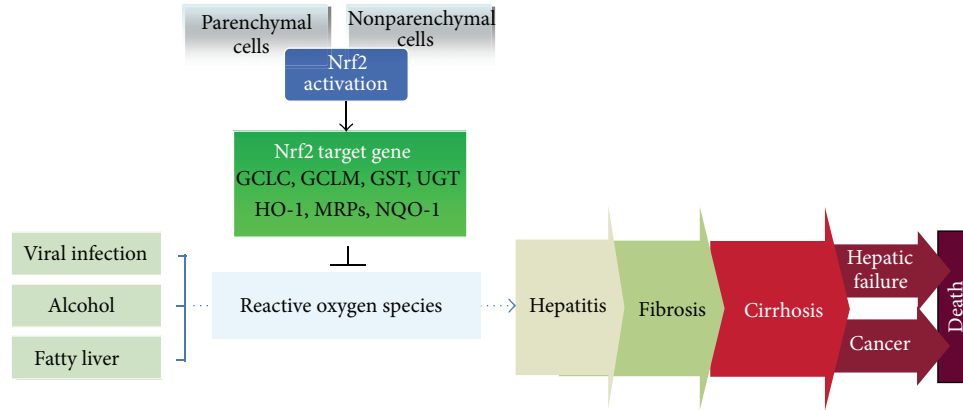 Parenchymal
cells
Nonparenchymal
cells
Nrf2
activation
Nrf2 target gene
GCLC, GCLM, GST, UGT
HO-1, MRPs, NQO-1
Viral infection
Alcohol
Fatty liver
Reactive oxygen species
Hepatitis
Fibrosis
Cirrhosis
Hepatic
failure
Cancer
Death